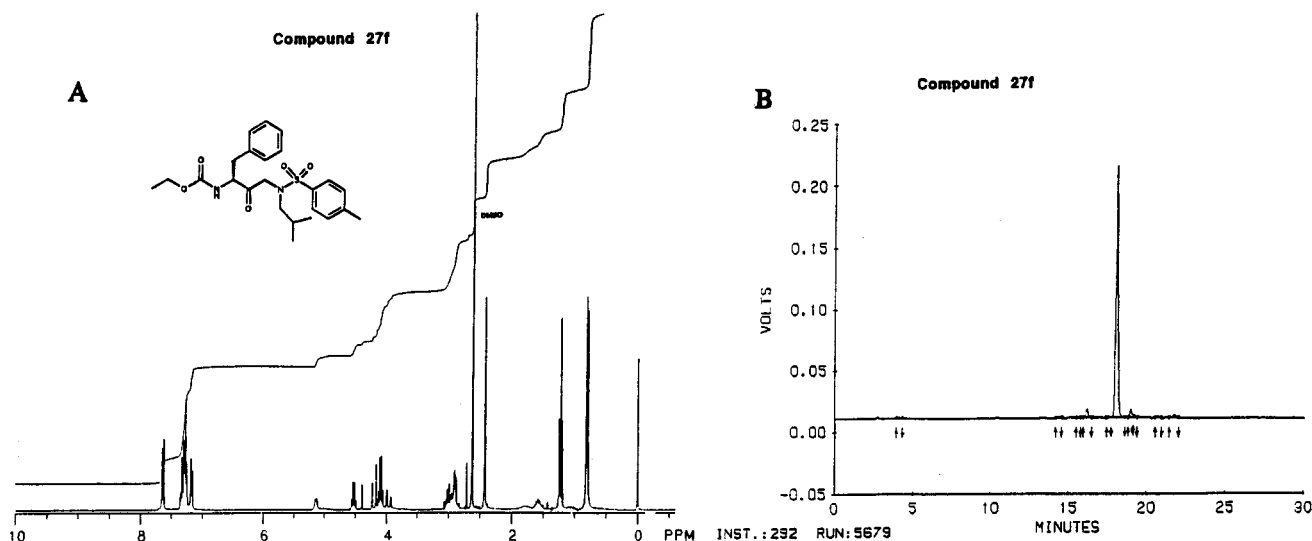 Compound 27f
A
O
O
N
H
O
O O
S
N
DMSO
10
8
6
4
2
0 PPM
Compound 27f
B
VOLTS
0.25
0.20
0.15
0.10
0.05
0.00
-0.05
0
5
10
15
20
25
30
MINUTES
INST.:292 RUN:5679